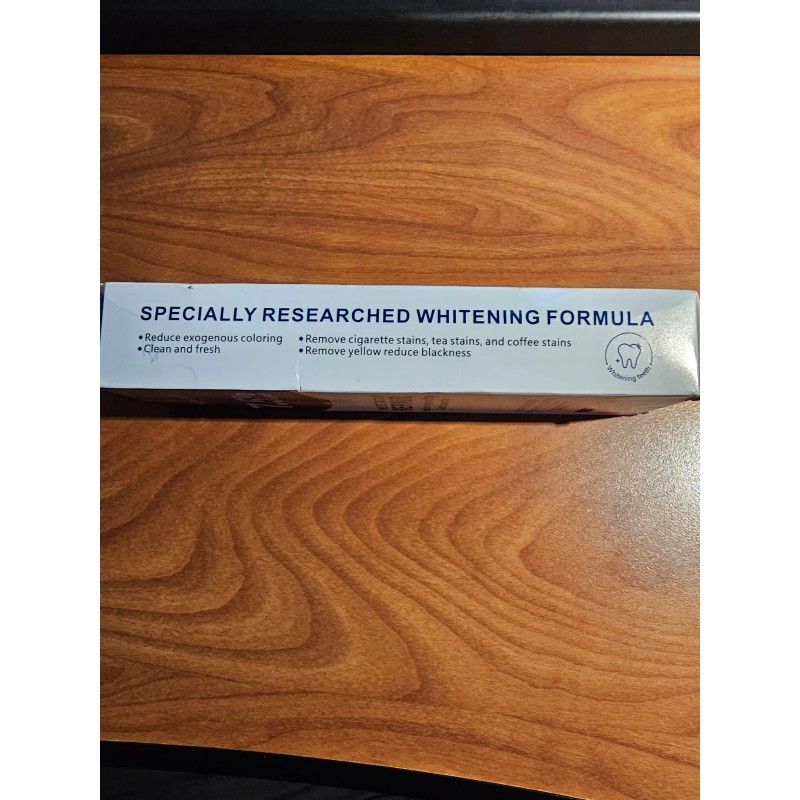 SPECIALLY RESEARCHED WHITENING FORMULA
•Reduce exogenous coloring
•Clean and fresh
•Remove cigarette stains, tea stains, and coffee stains
•Remove yellow reduce blackness
Whitening teeth